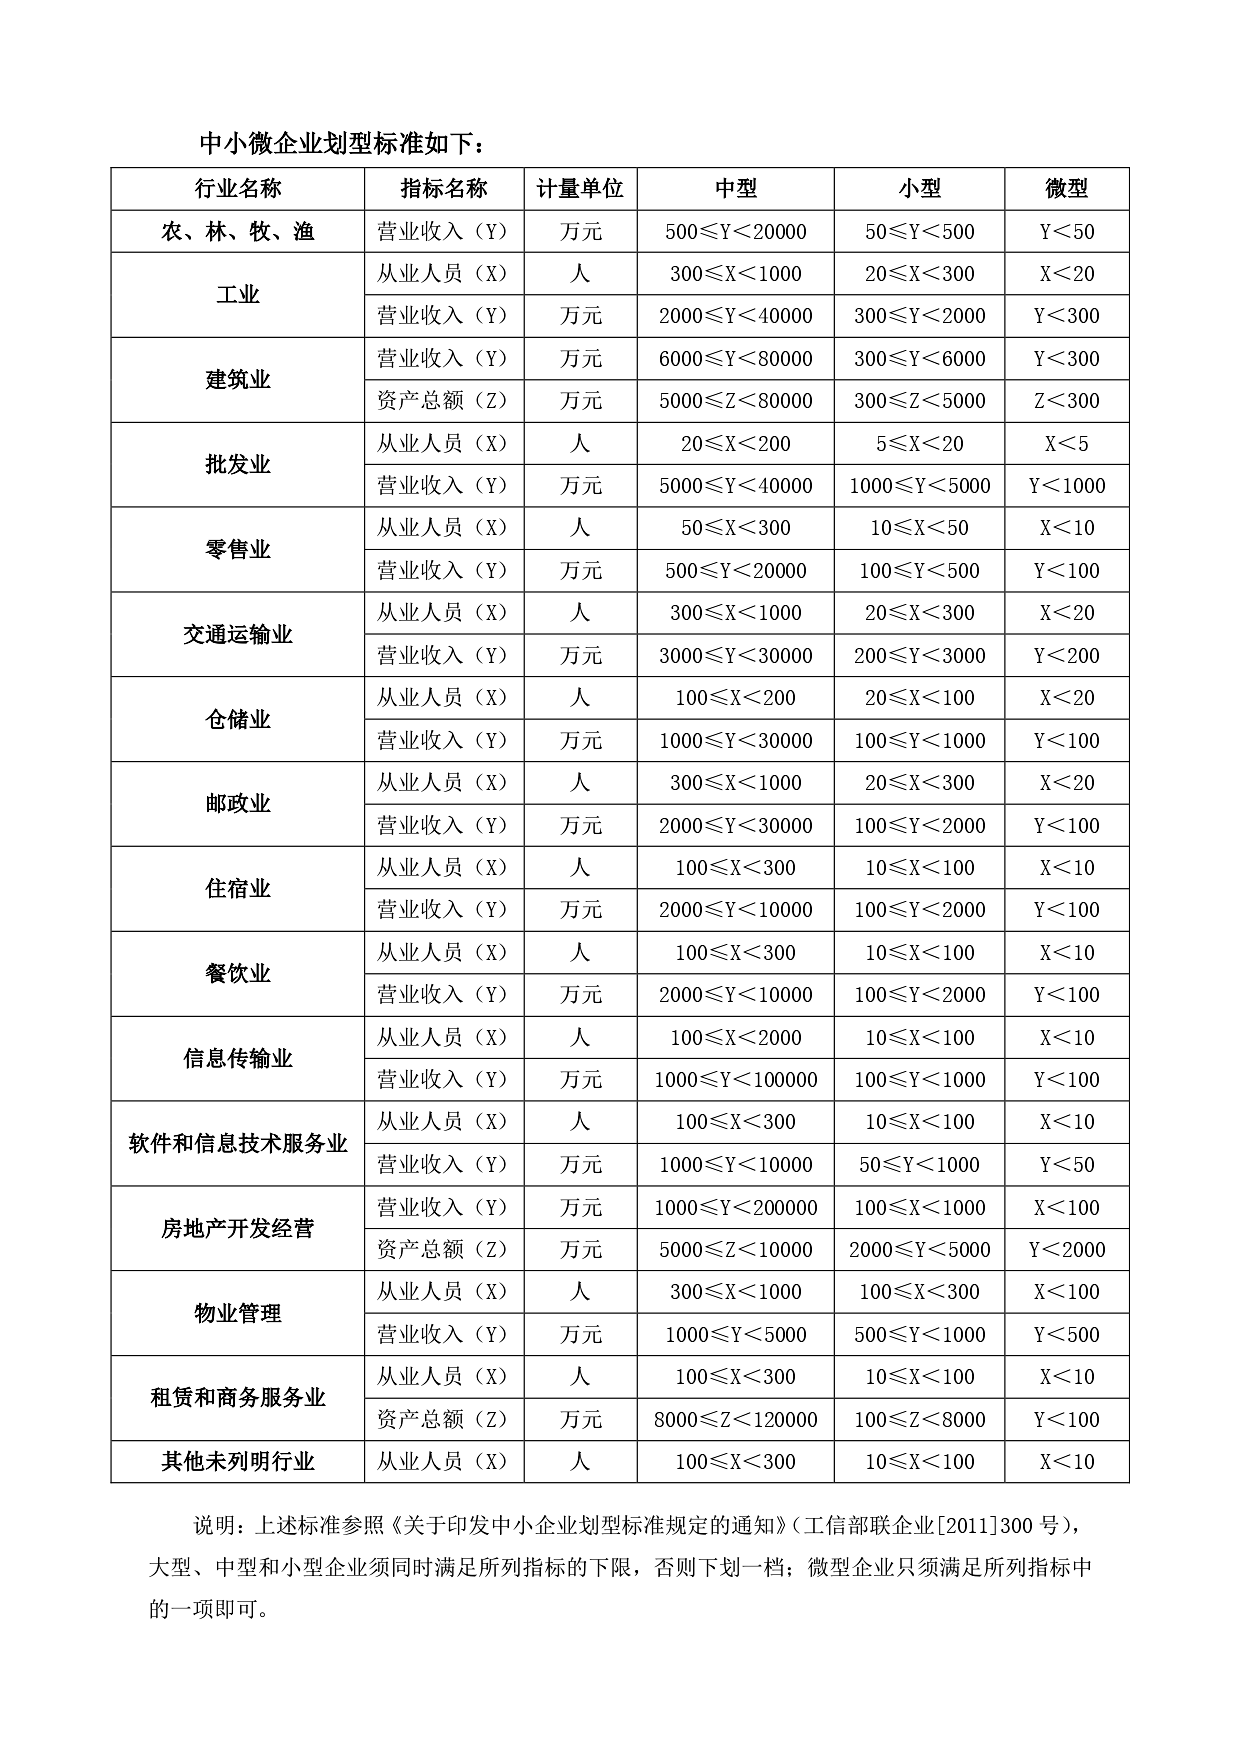 中小微企业划型标准如下：
行业名称 指标名称 计量单位 中型 小型 微型
农、林、牧、渔 营业收入（Y） 万元 500≤Y＜20000 50≤Y＜500 Y＜50
工业 从业人员（X） 人 300≤X＜1000 20≤X＜300 X＜20
营业收入（Y） 万元 2000≤Y＜40000 300≤Y＜2000 Y＜300
建筑业 营业收入（Y） 万元 6000≤Y＜80000 300≤Y＜6000 Y＜300
资产总额（Z） 万元 5000≤Z＜80000 300≤Z＜5000 Z＜300
批发业 从业人员（X） 人 20≤X＜200 5≤X＜20 X＜5
营业收入（Y） 万元 5000≤Y＜40000 1000≤Y＜5000 Y＜1000
零售业 从业人员（X） 人 50≤X＜300 10≤X＜50 X＜10
营业收入（Y） 万元 500≤Y＜20000 100≤Y＜500 Y＜100
交通运输业 从业人员（X） 人 300≤X＜1000 20≤X＜300 X＜20
营业收入（Y） 万元 3000≤Y＜30000 200≤Y＜3000 Y＜200
仓储业 从业人员（X） 人 100≤X＜200 20≤X＜100 X＜20
营业收入（Y） 万元 1000≤Y＜30000 100≤Y＜1000 Y＜100
邮政业 从业人员（X） 人 300≤X＜1000 20≤X＜300 X＜20
营业收入（Y） 万元 2000≤Y＜30000 100≤Y＜2000 Y＜100
住宿业 从业人员（X） 人 100≤X＜300 10≤X＜100 X＜10
营业收入（Y） 万元 2000≤Y＜10000 100≤Y＜2000 Y＜100
餐饮业 从业人员（X） 人 100≤X＜300 10≤X＜100 X＜10
营业收入（Y） 万元 2000≤Y＜10000 100≤Y＜2000 Y＜100
信息传输业 从业人员（X） 人 100≤X＜2000 10≤X＜100 X＜10
营业收入（Y） 万元 1000≤Y＜100000 100≤Y＜1000 Y＜100
软件和信息技术服务业 从业人员（X） 人 100≤X＜300 10≤X＜100 X＜10
营业收入（Y） 万元 1000≤Y＜10000 50≤Y＜1000 Y＜50
房地产开发经营 营业收入（Y） 万元 1000≤Y＜200000 100≤X＜1000 X＜100
资产总额（Z） 万元 5000≤Z＜10000 2000≤Y＜5000 Y＜2000
物业管理 从业人员（X） 人 300≤X＜1000 100≤X＜300 X＜100
营业收入（Y） 万元 1000≤Y＜5000 500≤Y＜1000 Y＜500
租赁和商务服务业 从业人员（X） 人 100≤X＜300 10≤X＜100 X＜10
资产总额（Z） 万元 8000≤Z＜120000 100≤Z＜8000 Y＜100
其他未列明行业 从业人员（X） 人 100≤X＜300 10≤X＜100 X＜10
说明：上述标准参照《关于印发中小企业划型标准规定的通知》（工信部联企业[2011]300 号），
大型、中型和小型企业须同时满足所列指标的下限，否则下划一档；微型企业只须满足所列指标中
的一项即可。